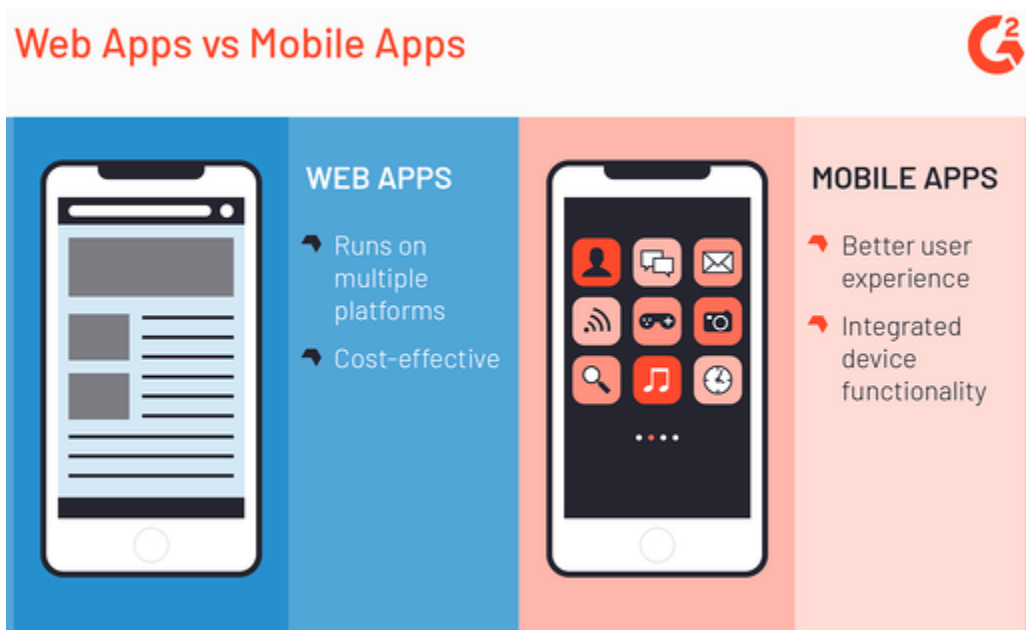 Web Apps vs Mobile Apps
G2
WEB APPS
Runs on
multiple
platforms
Cost-effective
MOBILE APPS
Better user
experience
Integrated
device
functionality